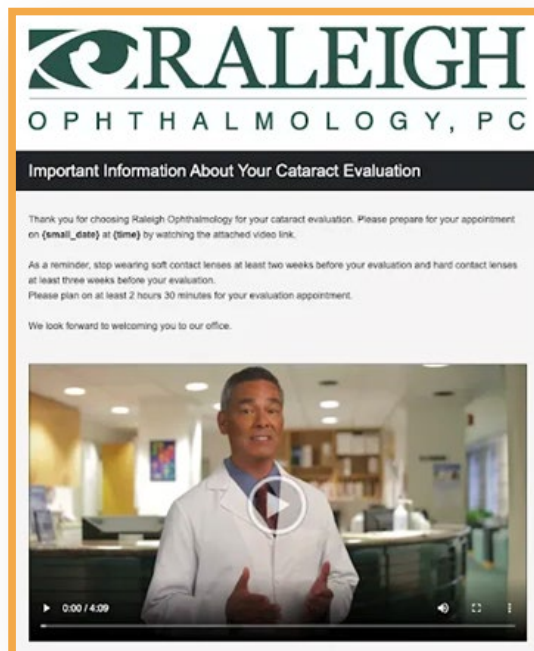 RALEIGH
OPHTHALMOLOGY, PC
Important Information About Your Cataract Evaluation
Thank you for choosing Raleigh Ophthalmology for your cataract evaluation. Please prepare for your appointment
on {small_date} at {time} by watching the attached video link.
As a reminder, stop wearing soft contact lenses at least two weeks before your evaluation and hard contact lenses
at least three weeks before your evaluation.
Please plan on at least 2 hours 30 minutes for your evaluation appointment.
We look forward to welcoming you to our office.
0:00 / 4:09